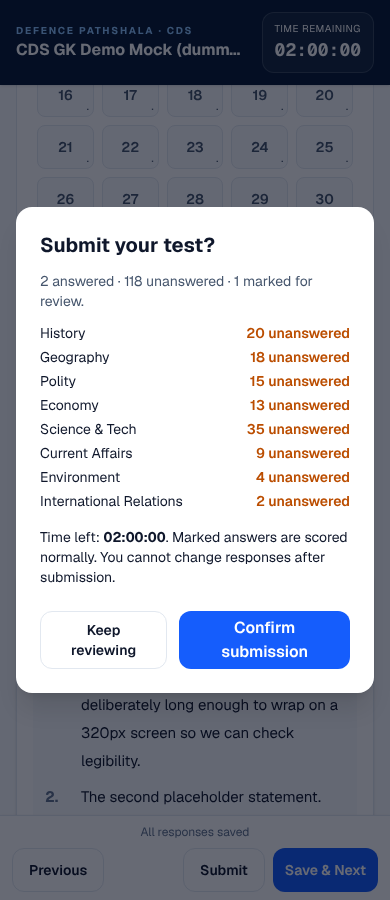 DEFENCE PATHSHALA · CDS
CDS GK Demo Mock (dumm...
TIME REMAINING
02:00:00
16 17 18 19 20
21 22 23 24 25
26 27 28 29 30
Submit your test?
2 answered · 118 unanswered · 1 marked for
review.
History 20 unanswered
Geography 18 unanswered
Polity 15 unanswered
Economy 13 unanswered
Science & Tech 35 unanswered
Current Affairs 9 unanswered
Environment 4 unanswered
International Relations 2 unanswered
Time left: 02:00:00. Marked answers are scored
normally. You cannot change responses after
submission.
Keep
reviewing
Confirm
submission
deliberately long enough to wrap on a
320px screen so we can check
legibility.
2. The second placeholder statement.
All responses saved
Previous
Submit
Save & Next